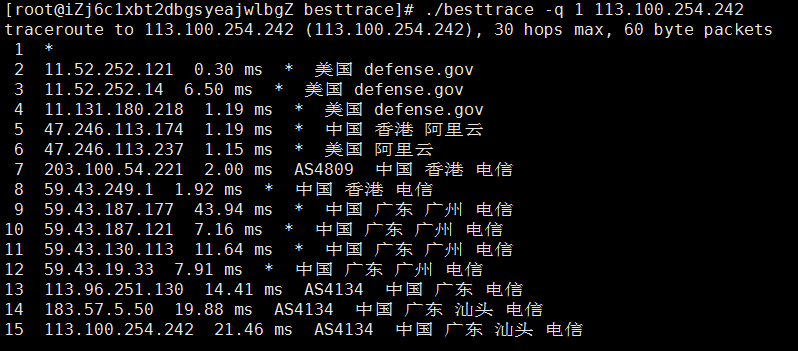 [root@iZj6c1xbt2dbgsyeajwlbgZ besttrace]# ./besttrace -q 1 113.100.254.242
traceroute to 113.100.254.242 (113.100.254.242), 30 hops max, 60 byte packets
1 *
2 11.52.252.121 0.30 ms * 美国 defense.gov
3 11.52.252.14 6.50 ms * 美国 defense.gov
4 11.131.180.218 1.19 ms * 美国 defense.gov
5 47.246.113.174 1.19 ms * 中国 香港 阿里云
6 47.246.113.237 1.15 ms * 美国 阿里云
7 203.100.54.221 2.00 ms AS4809 中国 香港 电信
8 59.43.249.1 1.92 ms * 中国 香港 电信
9 59.43.187.177 43.94 ms * 中国 广东 广州 电信
10 59.43.187.121 7.16 ms * 中国 广东 广州 电信
11 59.43.130.113 11.64 ms * 中国 广东 广州 电信
12 59.43.19.33 7.91 ms * 中国 广东 广州 电信
13 113.96.251.130 14.41 ms AS4134 中国 广东 电信
14 183.57.5.50 19.88 ms AS4134 中国 广东 汕头 电信
15 113.100.254.242 21.46 ms AS4134 中国 广东 汕头 电信